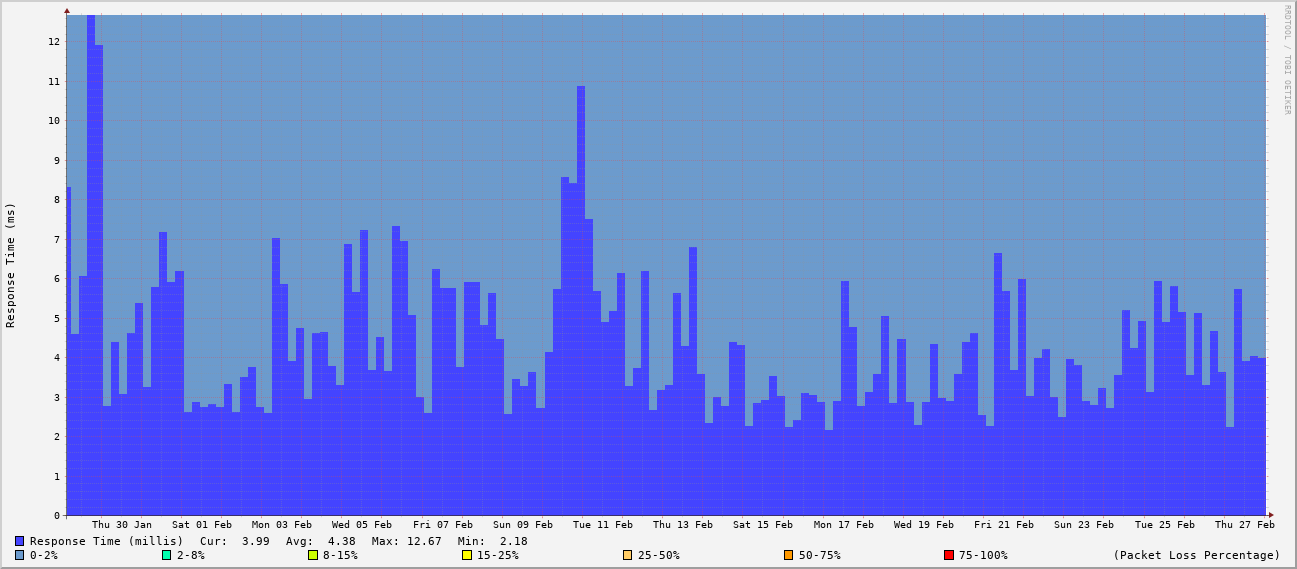 RRDTOOL / TOBI OETIKER
Response Time (ms)
12
11
10
9
8
7
6
5
4
3
2
1
0
Thu 30 Jan Sat 01 Feb Mon 03 Feb Wed 05 Feb Fri 07 Feb Sun 09 Feb Tue 11 Feb Thu 13 Feb Sat 15 Feb Mon 17 Feb Wed 19 Feb Fri 21 Feb Sun 23 Feb Tue 25 Feb Thu 27 Feb
Response Time (millis) Cur: 3.99 Avg: 4.38 Max: 12.67 Min: 2.18
0-2% 2-8% 8-15% 15-25% 25-50% 50-75% 75-100% (Packet Loss Percentage)